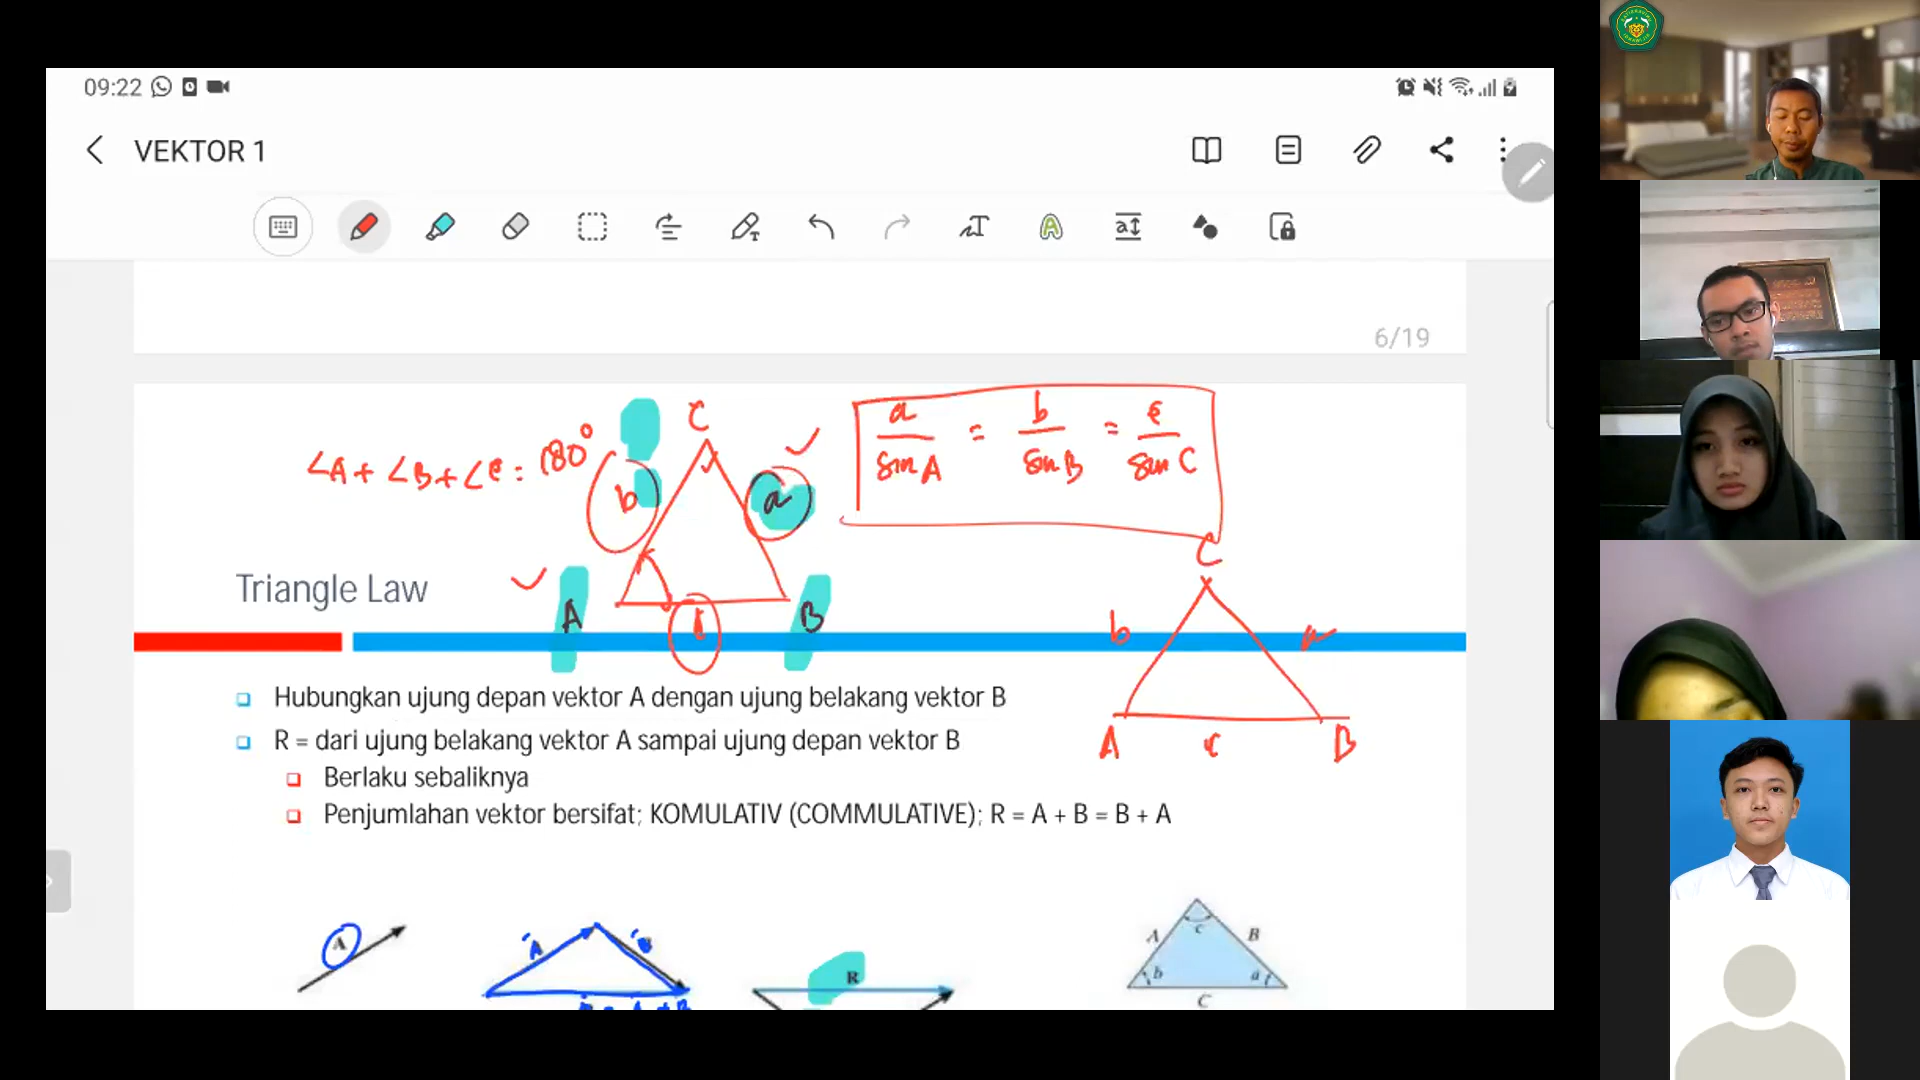 09:22
VEKTOR 1
6/19
∠A + ∠B + ∠C = 180°
C
b
a
A
B
a/sin A = b/sin B = c/sin C
C
b
a
A
c
B
Triangle Law
Hubungkan ujung depan vektor A dengan ujung belakang vektor B
R = dari ujung belakang vektor A sampai ujung depan vektor B
Berlaku sebaliknya
Penjumlahan vektor bersifat; KOMULATIV (COMMULATIVE); R = A + B = B + A
A
A
B
R
A
c
B
b
a
C